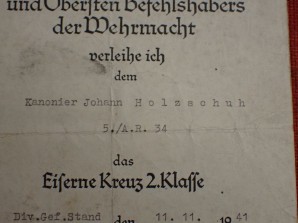 und Obersten Befehlshabers
der Wehrmacht
verleihe ich
dem
Kanonier Johann Holzschuh
5./A.R. 34
das
Eiserne Kreuz 2. Klasse
Div.Gef.Stand den 11. 11. 1941